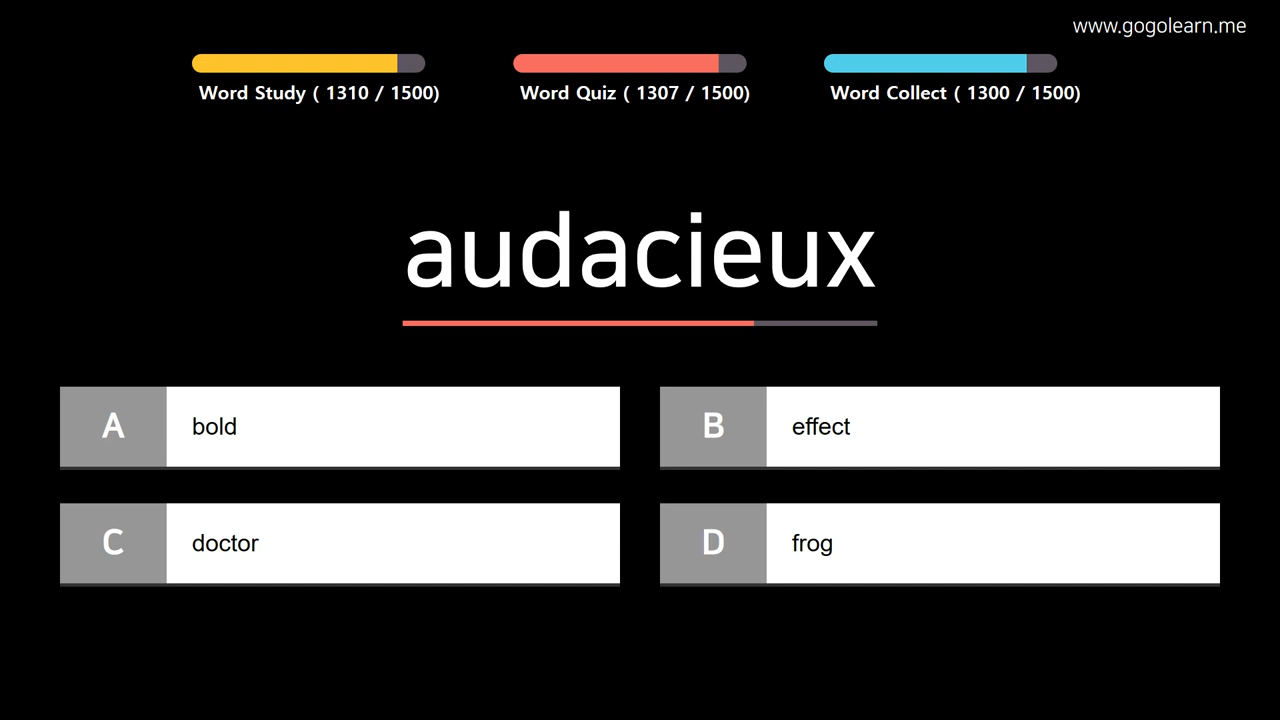 www.gogolearn.me
Word Study ( 1310 / 1500)
Word Quiz ( 1307 / 1500)
Word Collect ( 1300 / 1500)
audacieux
A bold
B effect
C doctor
D frog